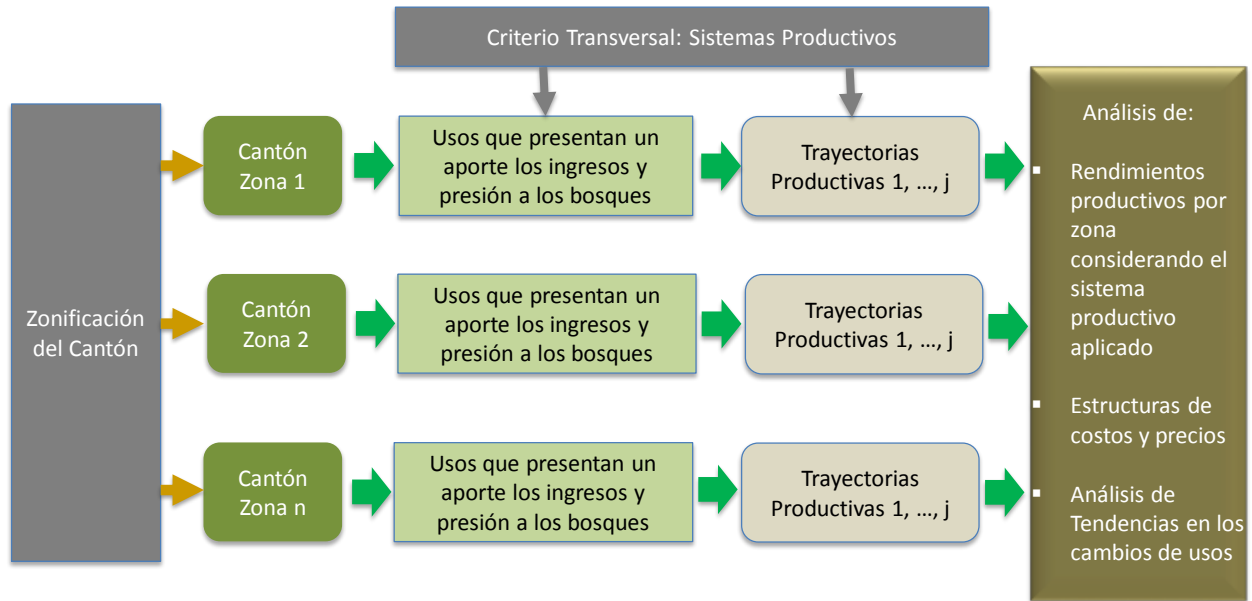 Criterio Transversal: Sistemas Productivos
Zonificación
del Cantón
Cantón
Zona 1
Usos que presentan un
aporte los ingresos y
presión a los bosques
Trayectorias
Productivas 1, …, j
Cantón
Zona 2
Usos que presentan un
aporte los ingresos y
presión a los bosques
Trayectorias
Productivas 1, …, j
Cantón
Zona n
Usos que presentan un
aporte los ingresos y
presión a los bosques
Trayectorias
Productivas 1, …, j
Análisis de:
▪ Rendimientos
productivos por
zona
considerando el
sistema
productivo
aplicado
▪ Estructuras de
costos y precios
▪ Análisis de
Tendencias en los
cambios de usos